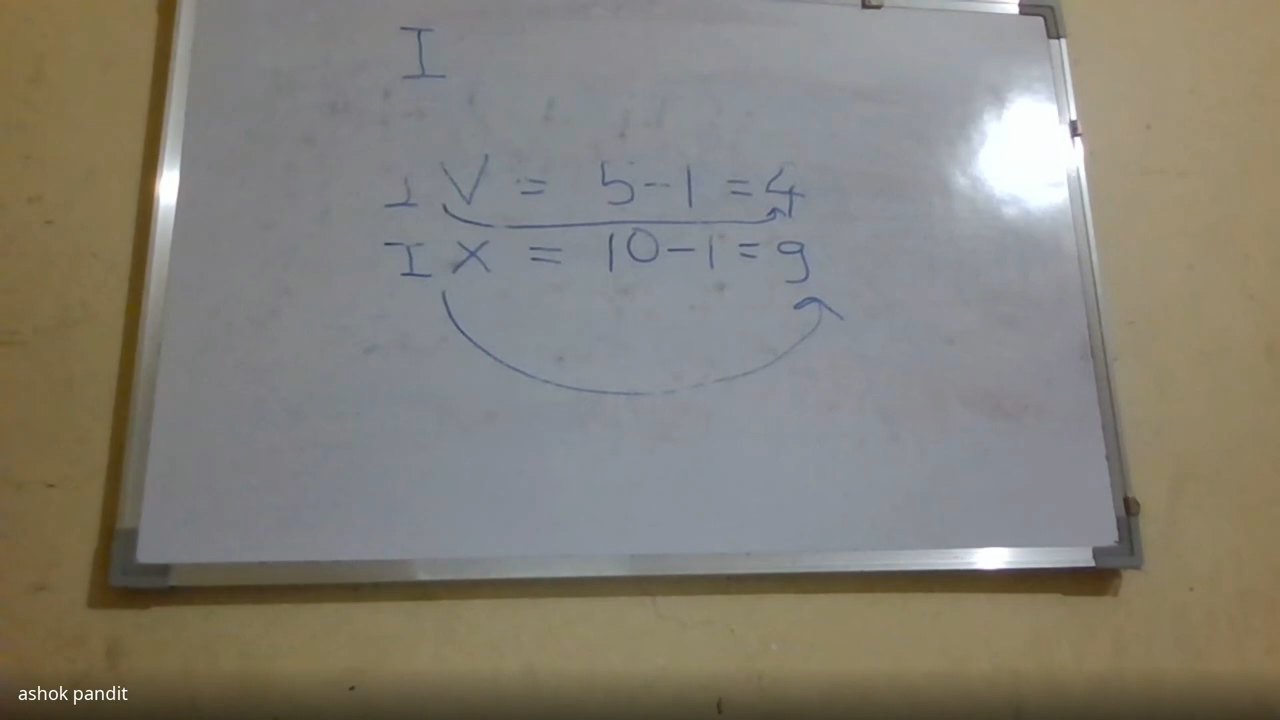 I
IV = 5-1=4
IX = 10-1=9
ashok pandit